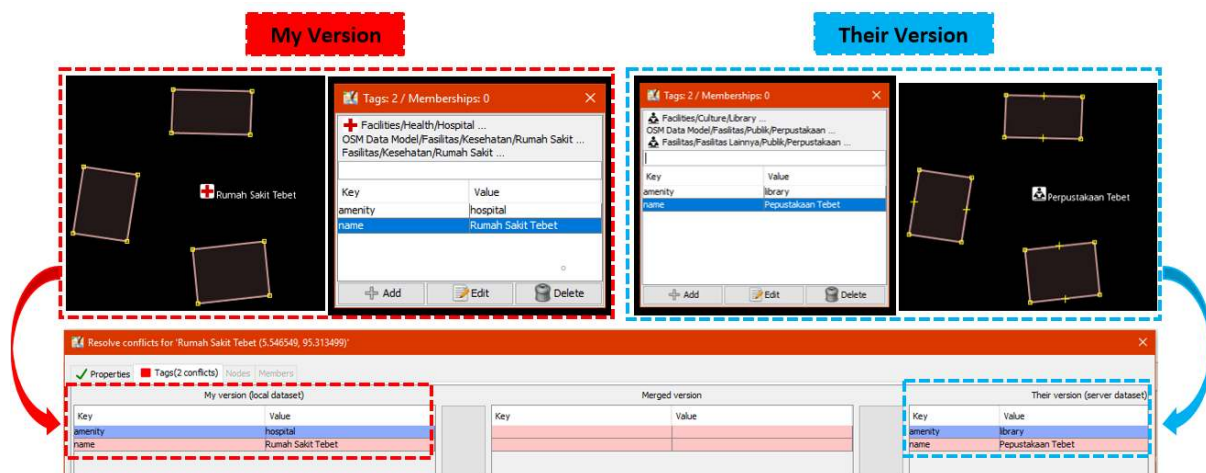 My Version
Their Version
Rumah Sakit Tebet
Tags: 2 / Memberships: 0
Facilities/Health/Hospital ...
OSM Data Model/Fasilitas/Kesehatan/Rumah Sakit ...
Fasilitas/Kesehatan/Rumah Sakit ...
Key Value
amenity hospital
name Rumah Sakit Tebet
Add Edit Delete
Tags: 2 / Memberships: 0
Facilities/Culture/Library ...
OSM Data Model/Fasilitas/Publik/Perpustakaan ...
Fasilitas/Fasilitas Lainnya/Publik/Perpustakaan ...
Key Value
amenity library
name Pepustakaan Tebet
Add Edit Delete
Perpustakaan Tebet
Resolve conflicts for 'Rumah Sakit Tebet (5.546549, 95.313499)'
Properties Tags(2 conflicts) Nodes Members
My version (local dataset) Merged version Their version (server dataset)
Key Value Key Value Key Value
amenity hospital amenity library
name Rumah Sakit Tebet name Pepustakaan Tebet